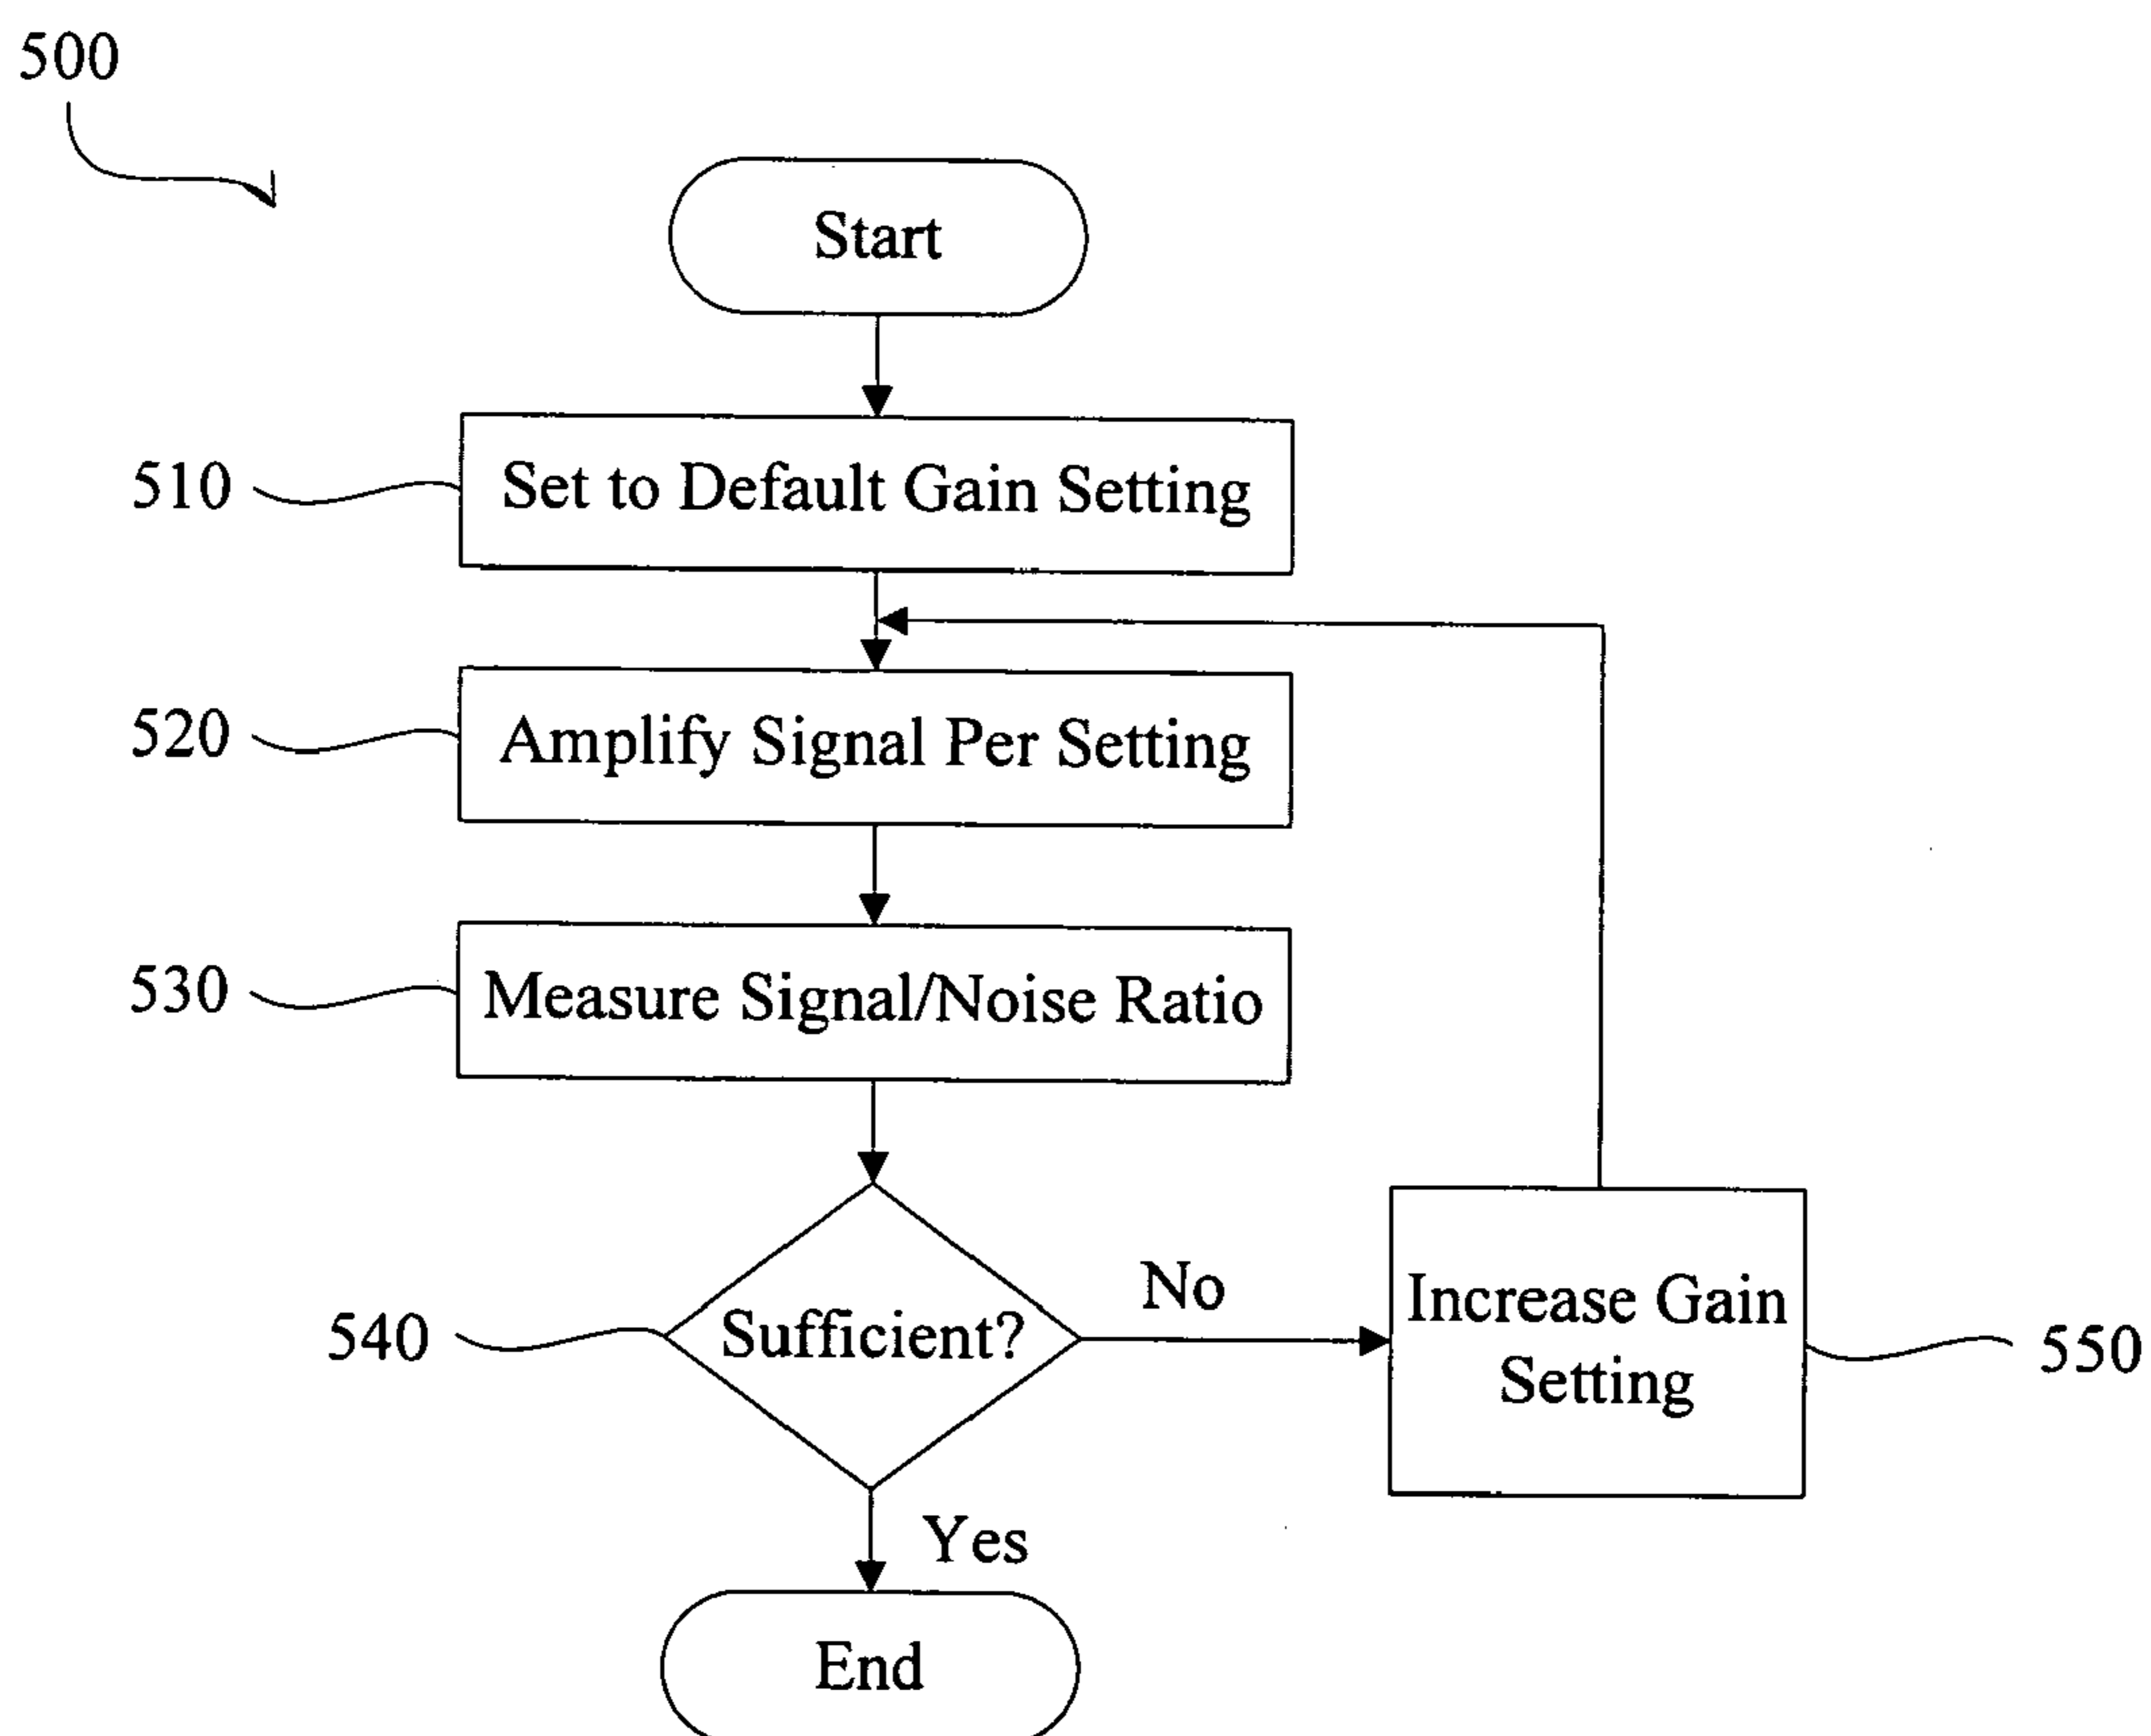 500
Start
510
Set to Default Gain Setting
520
Amplify Signal Per Setting
530
Measure Signal/Noise Ratio
540
Sufficient?
No
Increase Gain
Setting
550
Yes
End